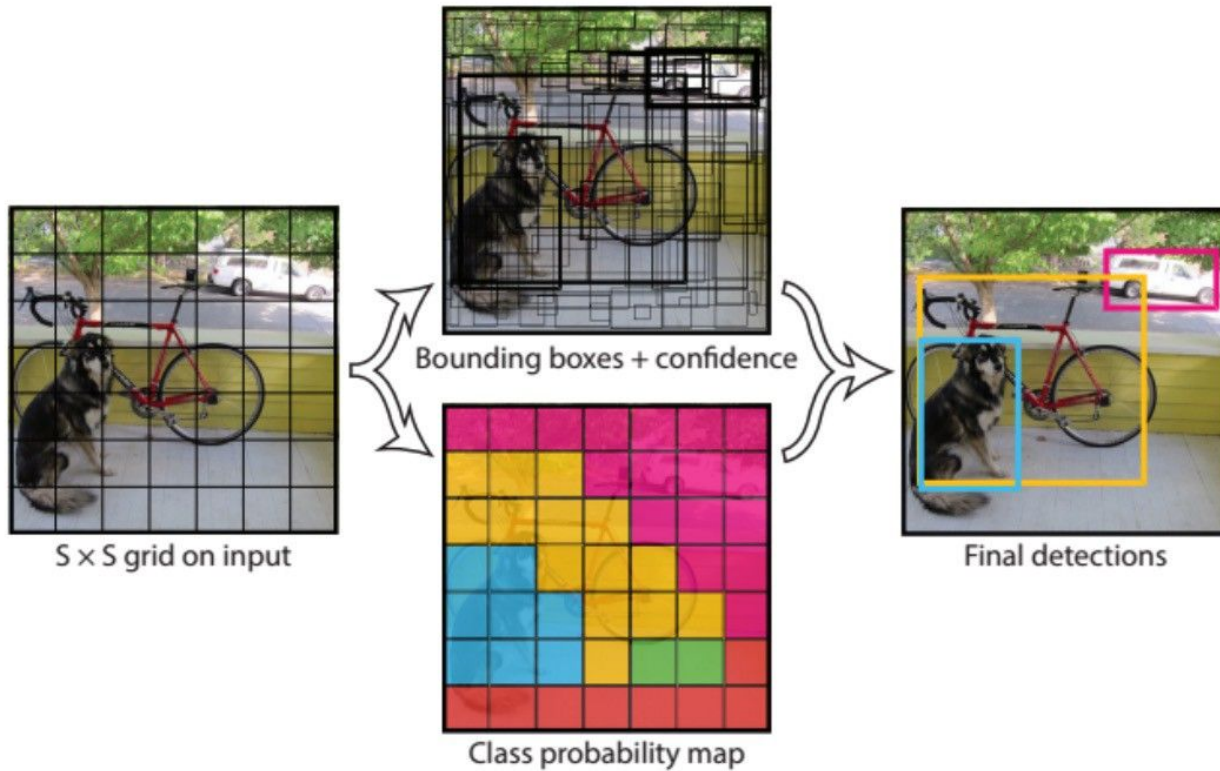 Bounding boxes + confidence
S × S grid on input
Final detections
Class probability map